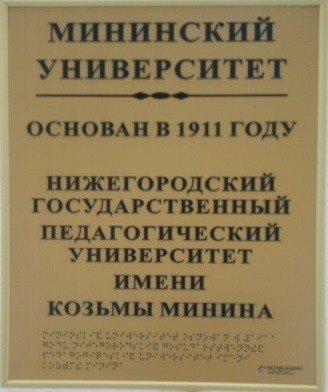 МИНИНСКИЙ
УНИВЕРСИТЕТ
ОСНОВАН В 1911 ГОДУ
НИЖЕГОРОДСКИЙ
ГОСУДАРСТВЕННЫЙ
ПЕДАГОГИЧЕСКИЙ
УНИВЕРСИТЕТ
ИМЕНИ
КОЗЬМЫ МИНИНА